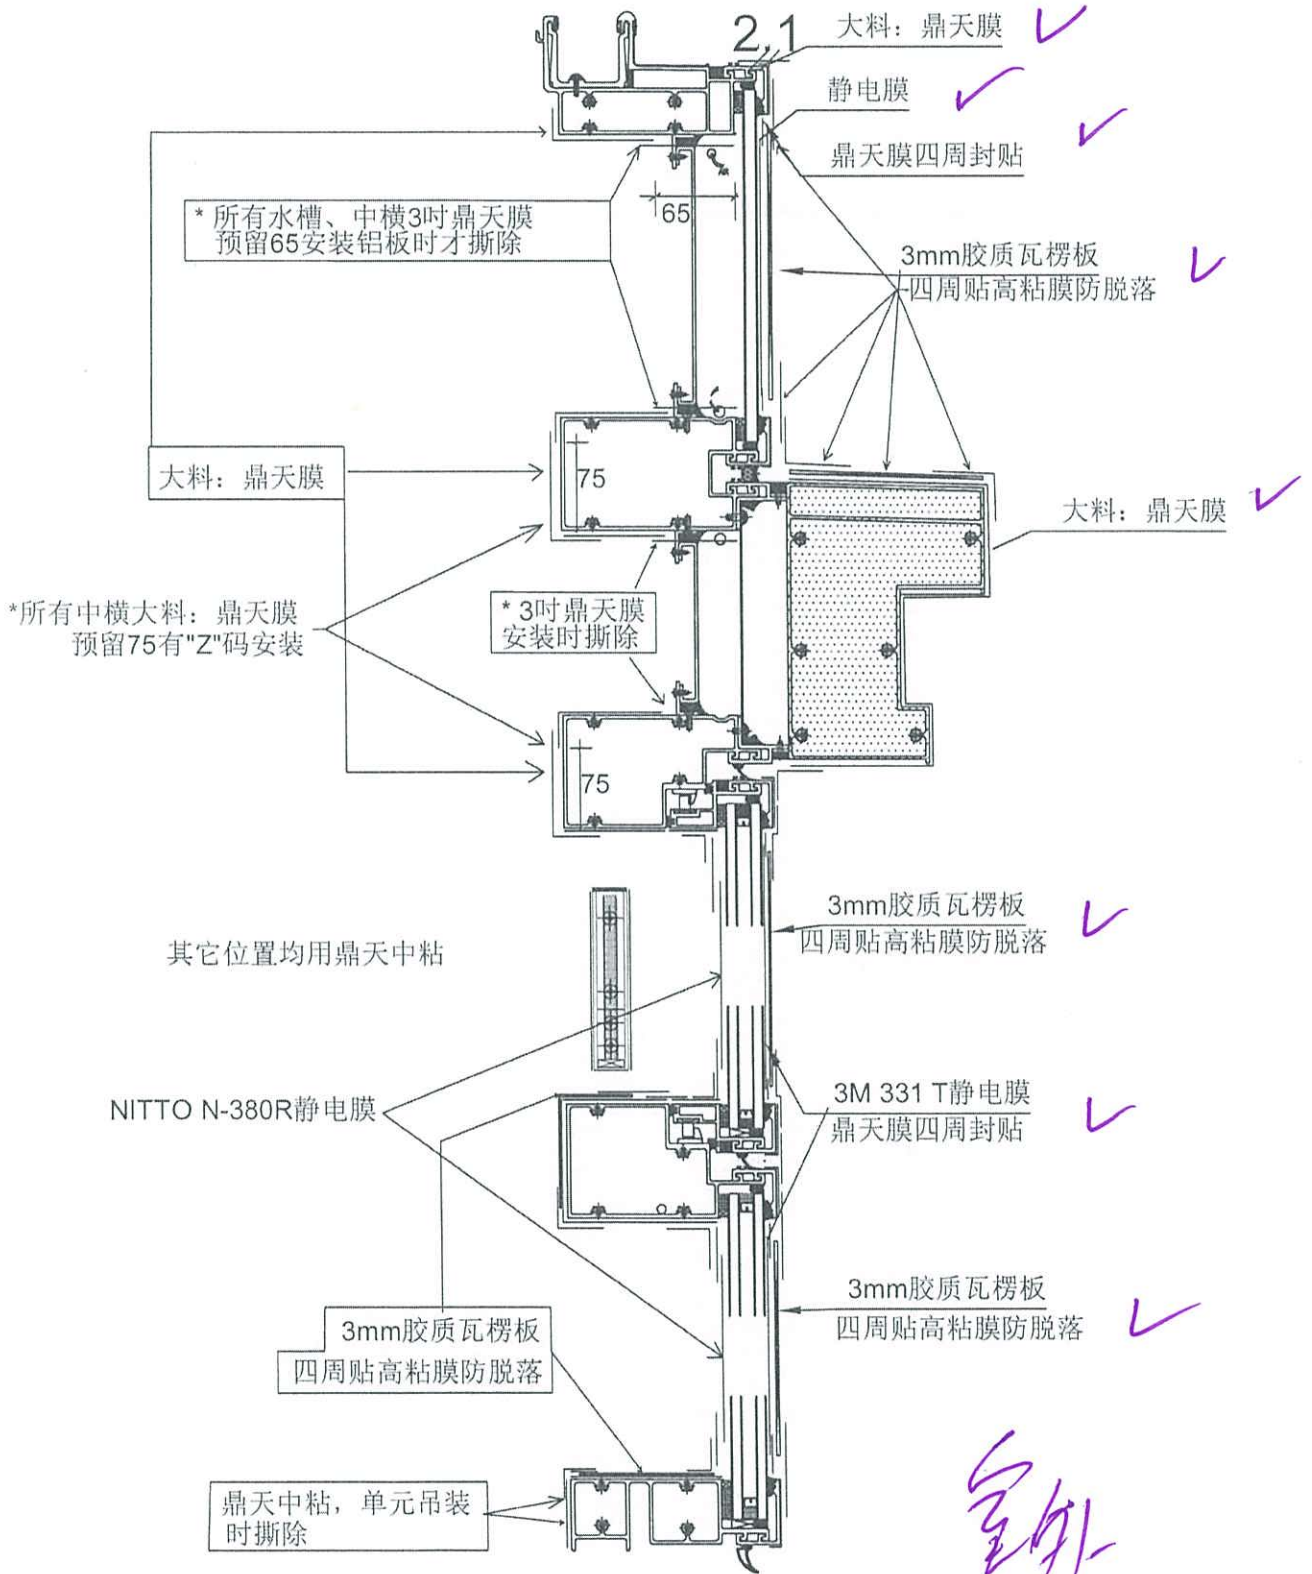 2.1
大料：鼎天膜
静电膜
鼎天膜四周封贴
65
*所有水槽、中横3吋鼎天膜
预留65安装铝板时才撕除
3mm胶质瓦楞板
四周贴高粘膜防脱落
大料：鼎天膜
75
大料：鼎天膜
*所有中横大料：鼎天膜
预留75有"Z"码安装
*3吋鼎天膜
安装时撕除
75
3mm胶质瓦楞板
四周贴高粘膜防脱落
其它位置均用鼎天中粘
NITTO N-380R静电膜
3M 331 T静电膜
鼎天膜四周封贴
3mm胶质瓦楞板
四周贴高粘膜防脱落
3mm胶质瓦楞板
四周贴高粘膜防脱落
鼎天中粘，单元吊装
时撕除
室外